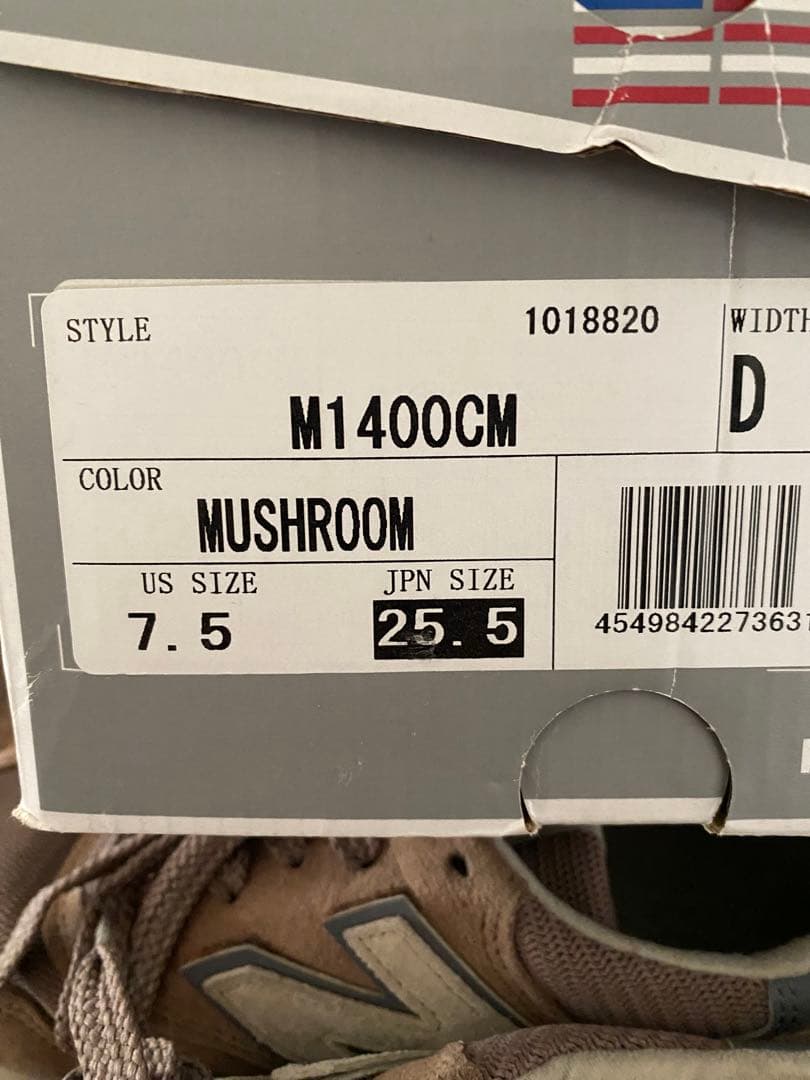 STYLE
1018820
WIDTH
D
M1400CM
COLOR
MUSHROOM
US SIZE
JPN SIZE
7.5
25.5
454984227363